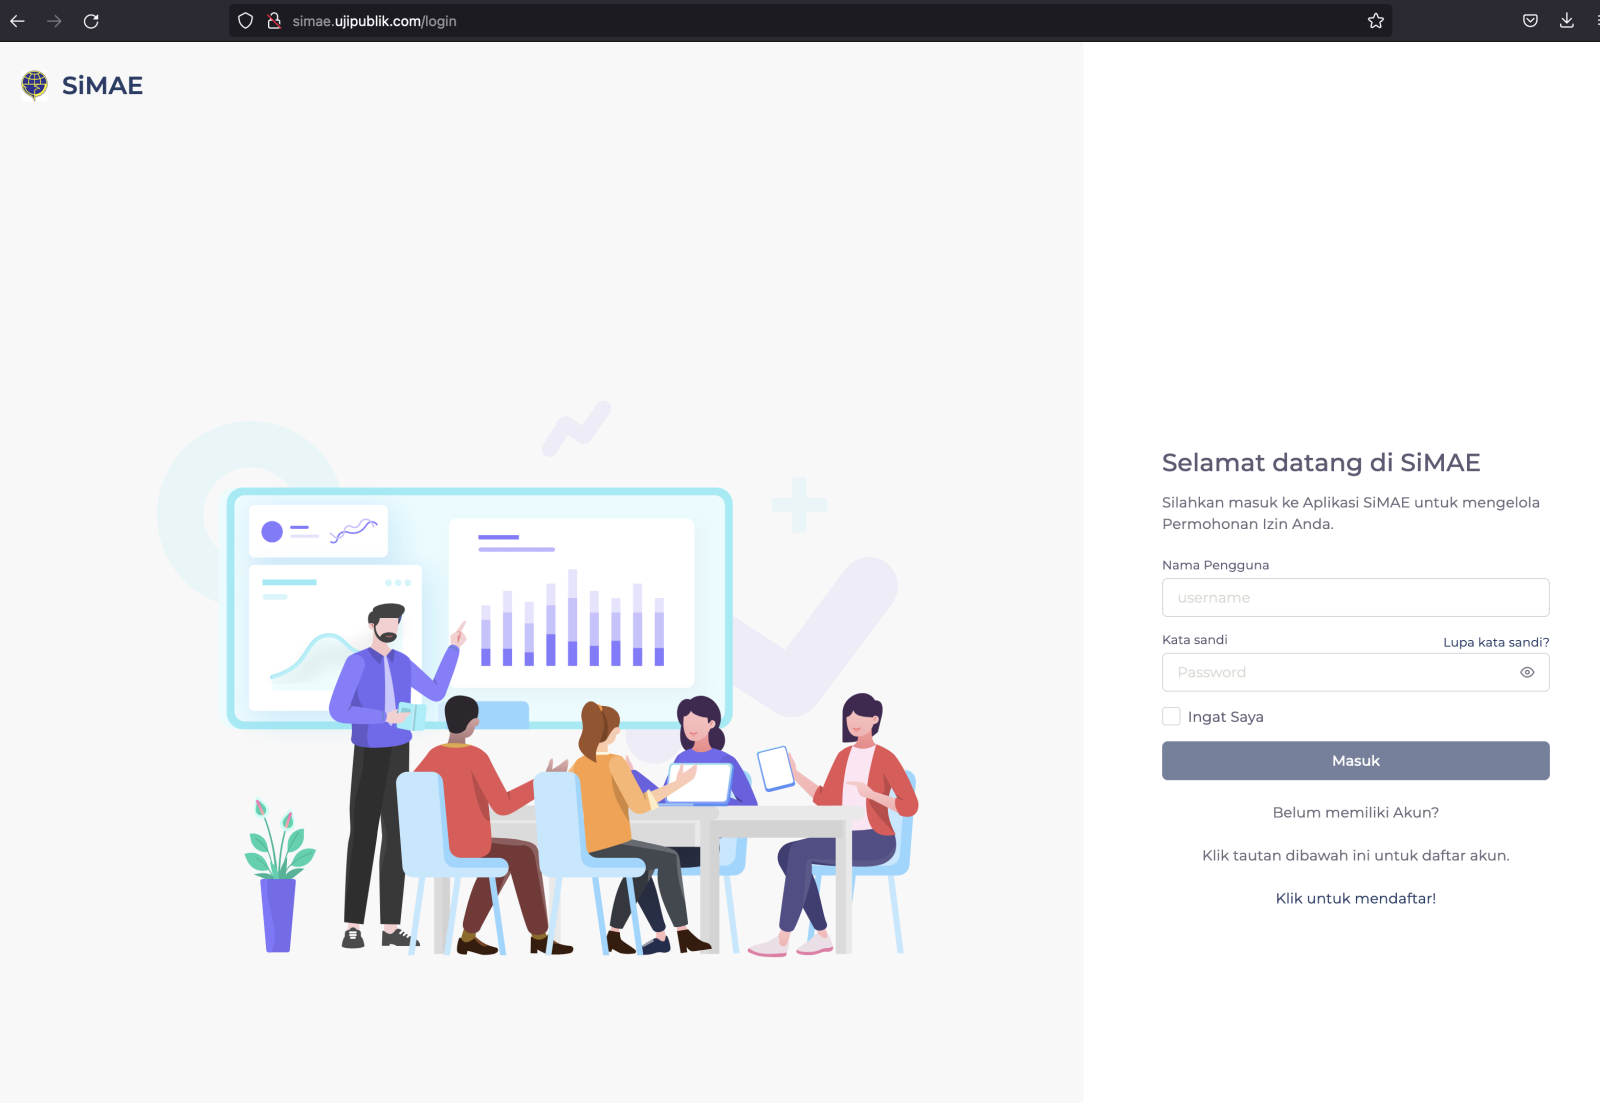 simae.ujipublik.com/login
SiMAE
Selamat datang di SiMAE
Silahkan masuk ke Aplikasi SiMAE untuk mengelola
Permohonan Izin Anda.
Nama Pengguna
username
Kata sandi
Lupa kata sandi?
Password
Ingat Saya
Masuk
Belum memiliki Akun?
Klik tautan dibawah ini untuk daftar akun.
Klik untuk mendaftar!